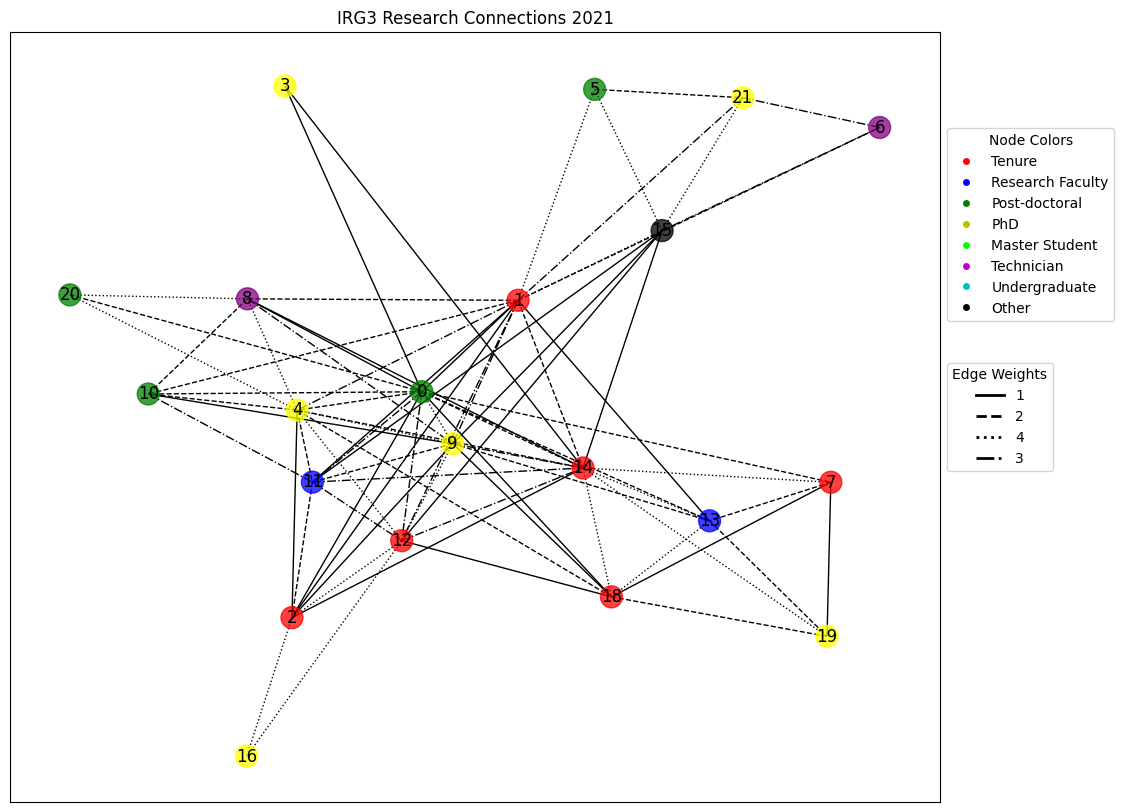 IRG3 Research Connections 2021
3
5
21
6
15
20
8
1
10
4
0
9
14
11
7
13
12
18
2
19
16
Node Colors
Tenure
Research Faculty
Post-doctoral
PhD
Master Student
Technician
Undergraduate
Other
Edge Weights
1
2
4
3